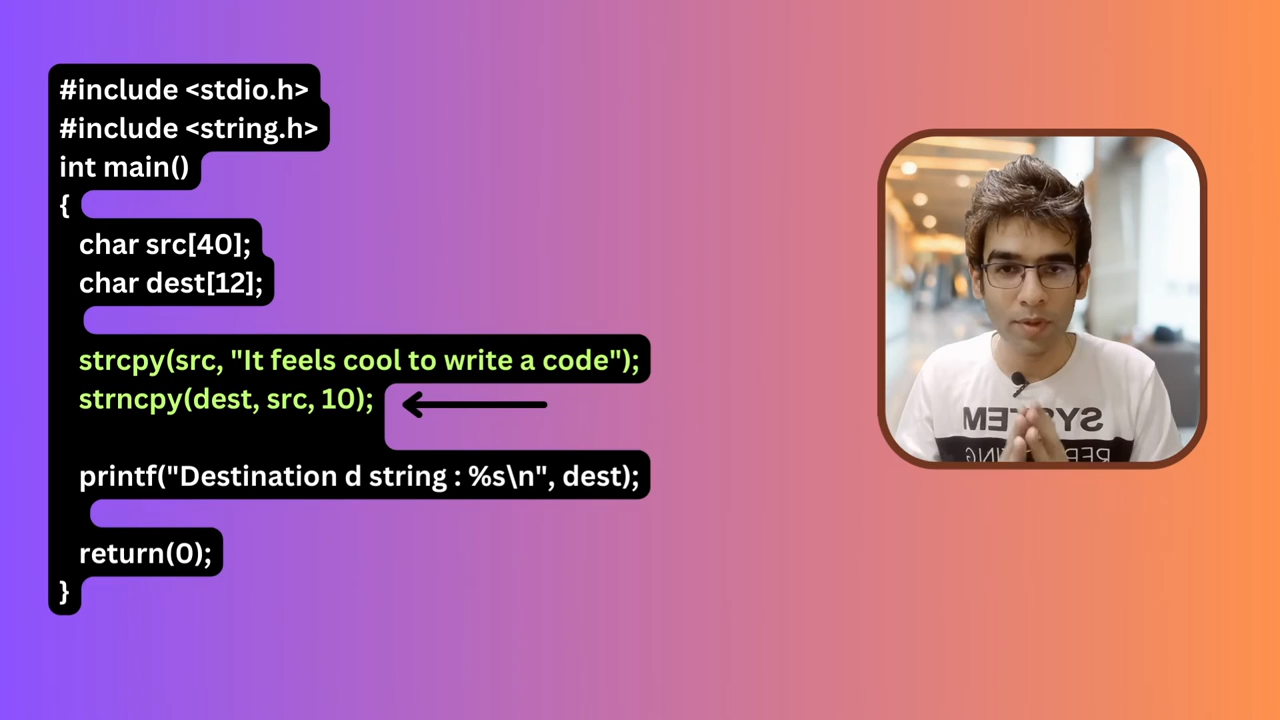 #include <stdio.h>
#include <string.h>
int main()
{
char src[40];
char dest[12];
strcpy(src, "It feels cool to write a code");
strncpy(dest, src, 10);
printf("Destination d string : %s\n", dest);
return(0);
}
SYSTEM